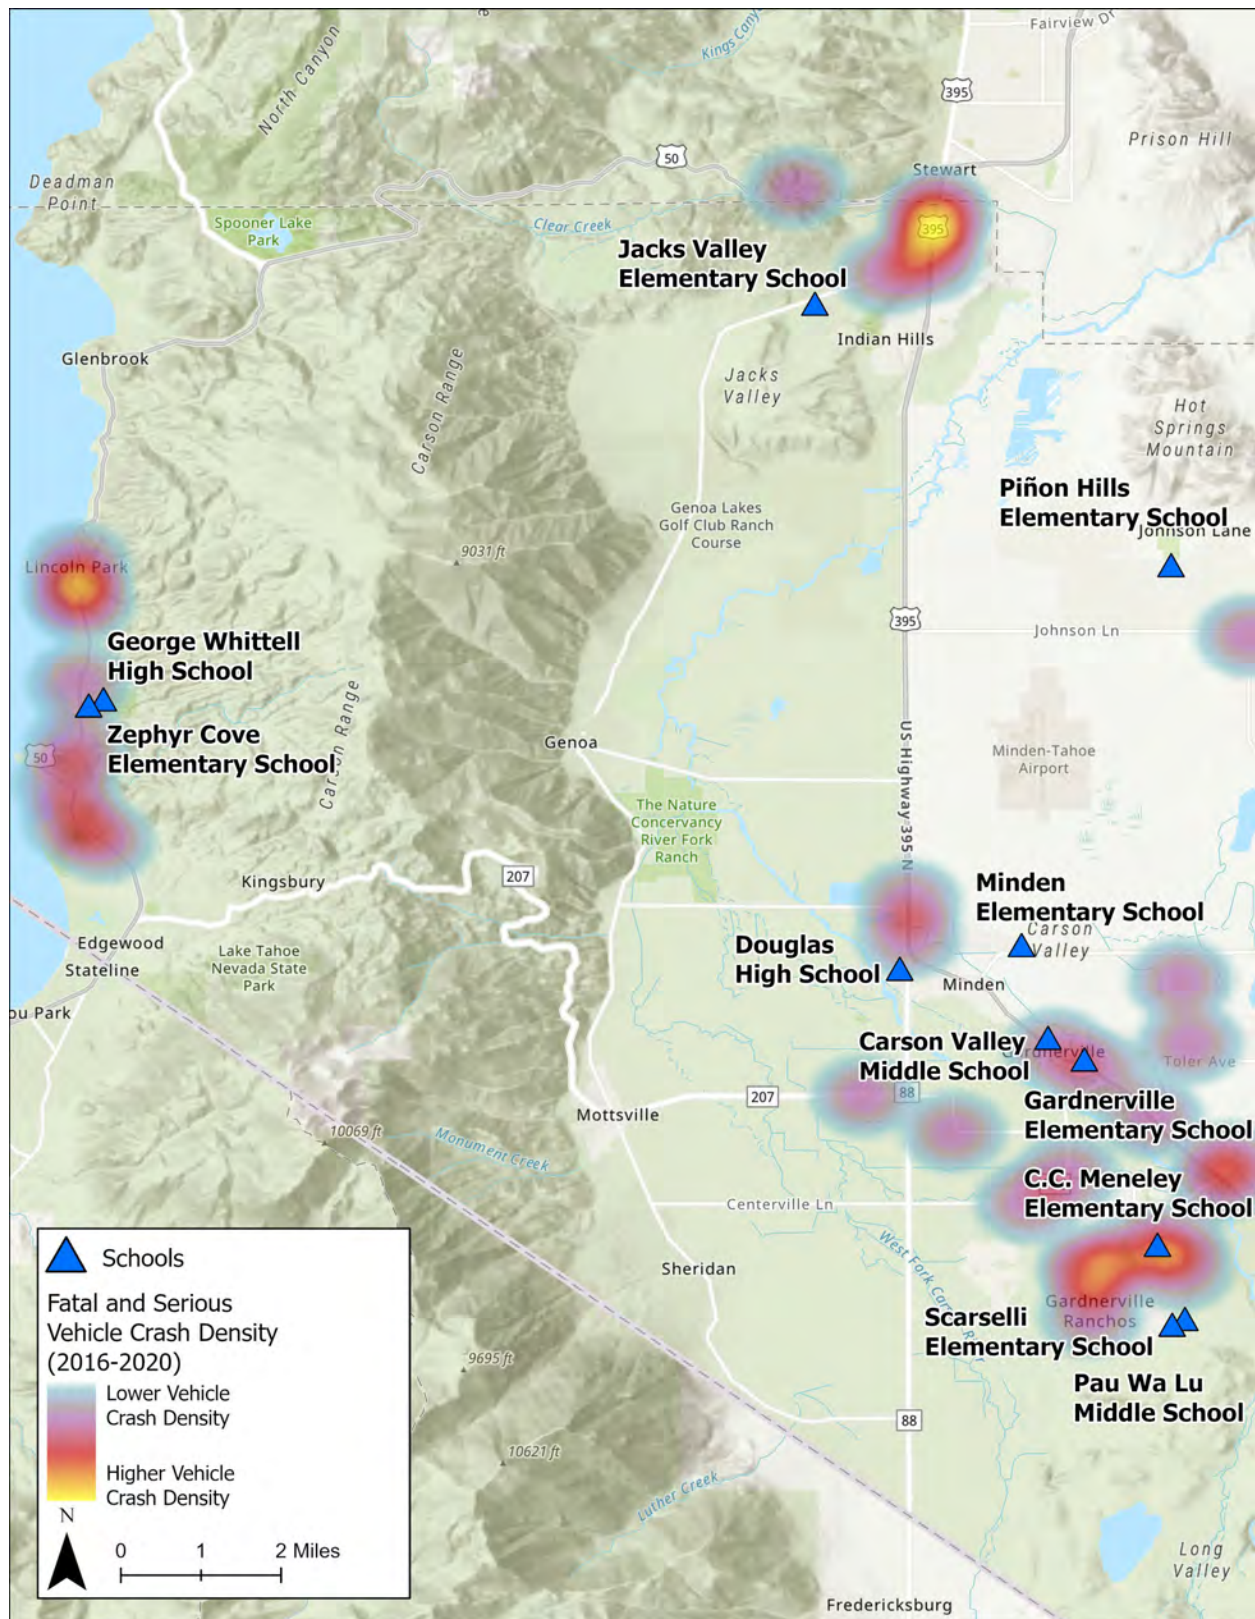 Fairview Dr
Kings Canyon
North Canyon
395
Prison Hill
50
Stewart
Deadman
Point
Spooner Lake
Park
Clear Creek
395
Jacks Valley
Elementary School
Indian Hills
Glenbrook
Carson Range
Jacks
Valley
Hot
Springs
Mountain
Piñon Hills
Elementary School
Johnson Lane
Genoa Lakes
Golf Club Ranch
Course
9031 ft
Lincoln Park
395
Johnson Ln
George Whittell
High School
Carson Range
Zephyr Cove
Elementary School
50
Genoa
US Highway 395 N
Minden-Tahoe
Airport
The Nature
Concervancy
River Fork
Ranch
Kingsbury
207
Minden
Elementary School
Carson
Valley
Edgewood
Stateline
Lake Tahoe
Nevada State
Park
Douglas
High School
Minden
ou Park
Carson Valley
Middle School
Gardnerville
Toler Ave
207
88
Gardnerville
Elementary School
Mottsville
10069 ft
Monument Creek
C.C. Meneley
Elementary School
Centerville Ln
West Fork Carson River
Sheridan
Gardnerville
Ranchos
Scarselli
Elementary School
Pau Wa Lu
Middle School
9695 ft
88
10621 ft
Luther Creek
Long
Valley
Fredericksburg
Schools
Fatal and Serious
Vehicle Crash Density
(2016-2020)
Lower Vehicle
Crash Density
Higher Vehicle
Crash Density
N
0 1 2 Miles